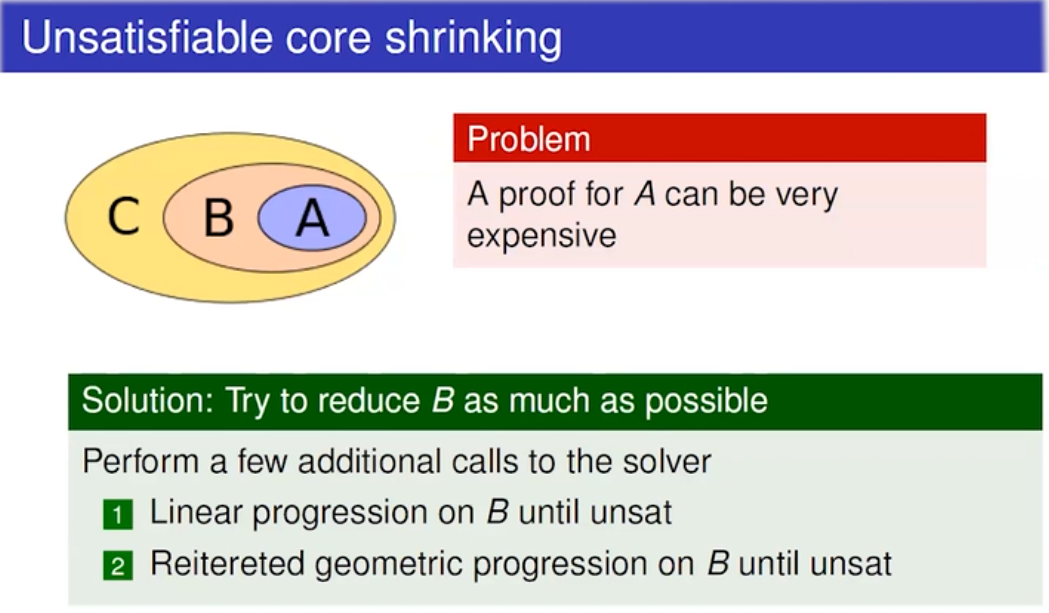 Unsatisfiable core shrinking
C B A
Problem
A proof for A can be very
expensive
Solution: Try to reduce B as much as possible
Perform a few additional calls to the solver
1 Linear progression on B until unsat
2 Reitereted geometric progression on B until unsat